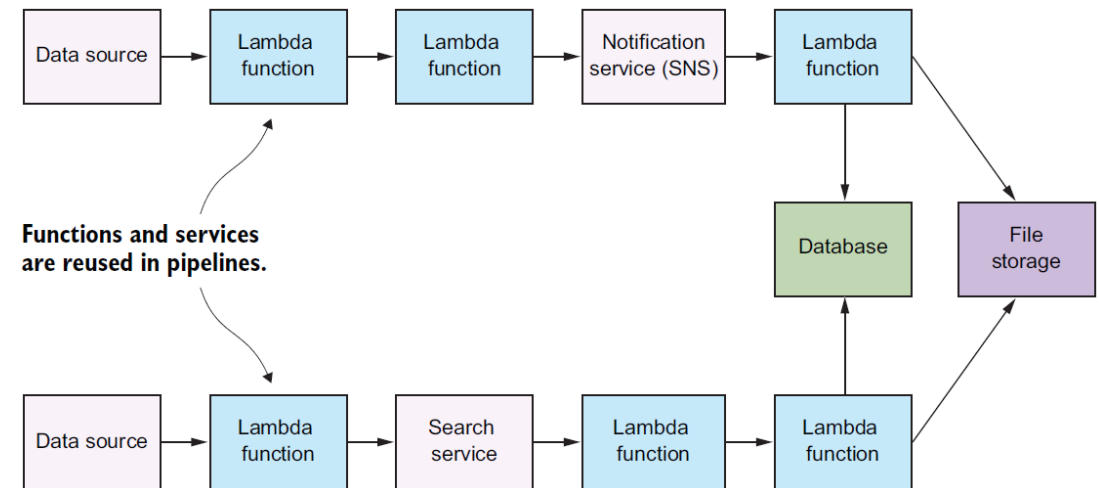 Data source
Lambda
function
Lambda
function
Notification
service (SNS)
Lambda
function
Functions and services
are reused in pipelines.
Database
File
storage
Data source
Lambda
function
Search
service
Lambda
function
Lambda
function